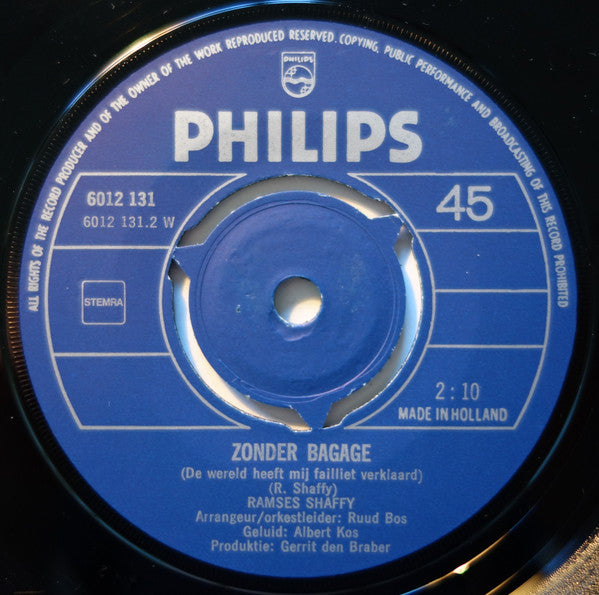 ALL RIGHTS OF THE RECORD PRODUCER AND OF THE OWNER OF THE WORK REPRODUCED RESERVED. COPYING, PUBLIC PERFORMANCE AND BROADCASTING OF THIS RECORD PROHIBITED
PHILIPS
PHILIPS
6012 131
6012 131.2 W
45
STEMRA
2:10
MADE IN HOLLAND
ZONDER BAGAGE
(De wereld heeft mij failliet verklaard)
(R. Shaffy)
RAMSES SHAFFY
Arrangeur/orkestleider: Ruud Bos
Geluid: Albert Kos
Produktie: Gerrit den Braber